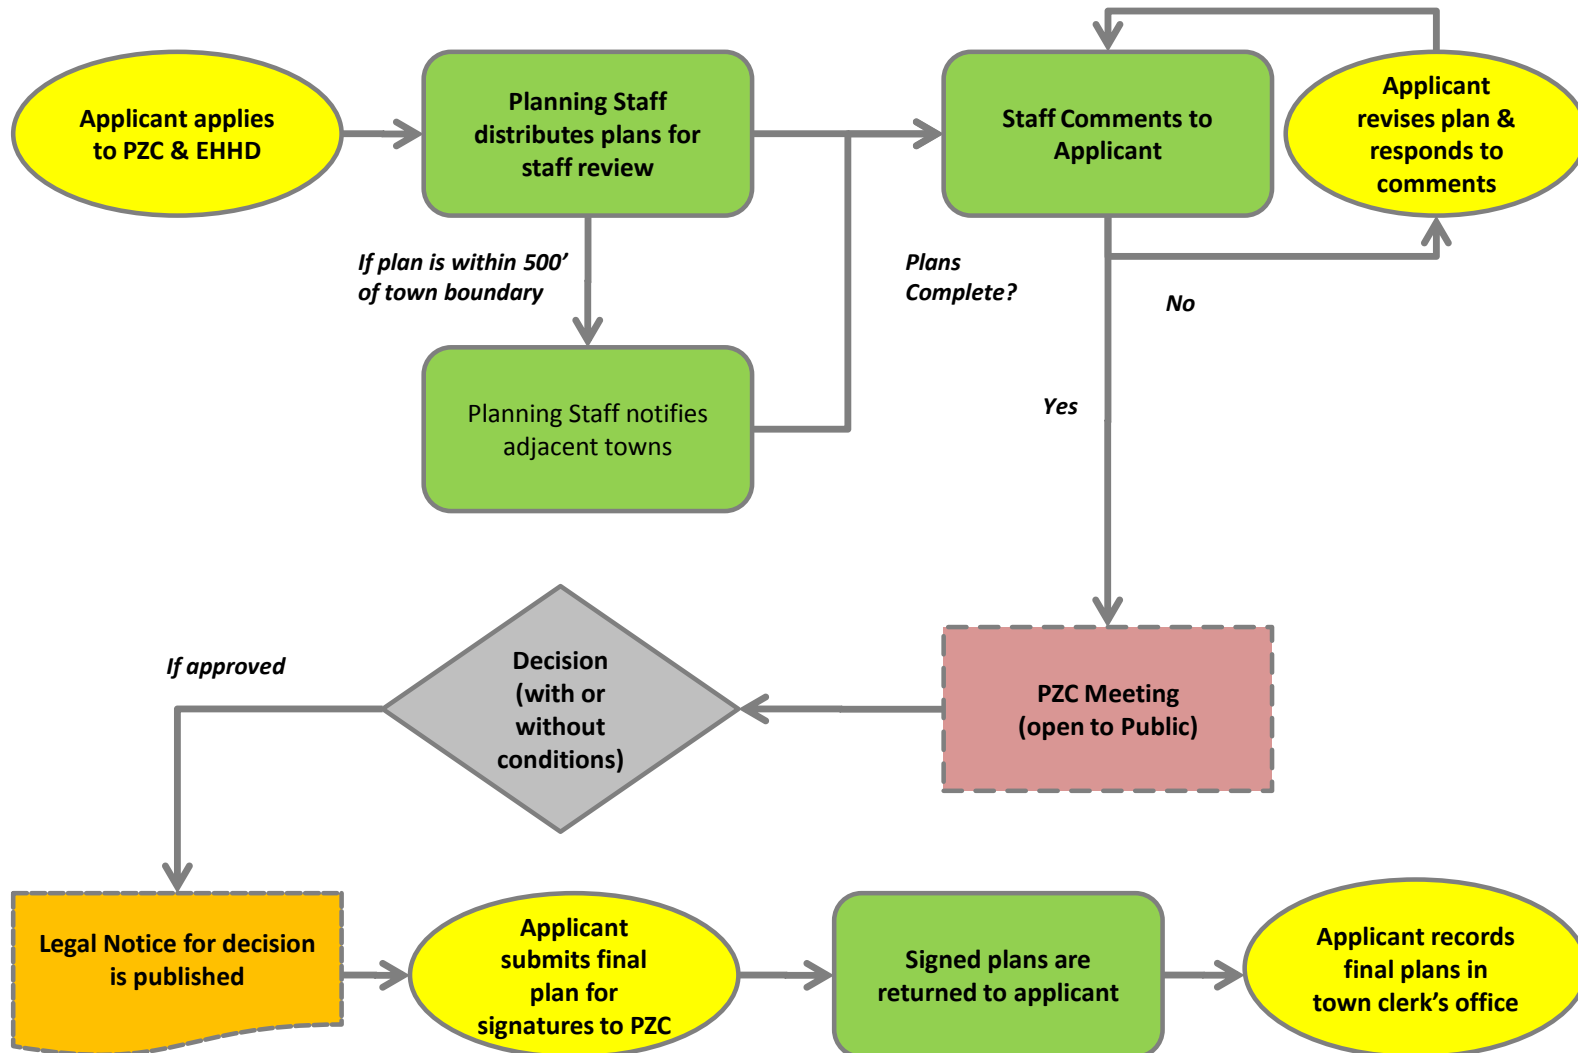 Applicant applies
to PZC & EHHD
Planning Staff
distributes plans for
staff review
Staff Comments to
Applicant
Applicant
revises plan &
responds to
comments
If plan is within 500’
of town boundary
Plans
Complete?
No
Planning Staff notifies
adjacent towns
Yes
If approved
Decision
(with or
without
conditions)
PZC Meeting
(open to Public)
Legal Notice for decision
is published
Applicant
submits final
plan for
signatures to PZC
Signed plans are
returned to applicant
Applicant records
final plans in
town clerk’s office